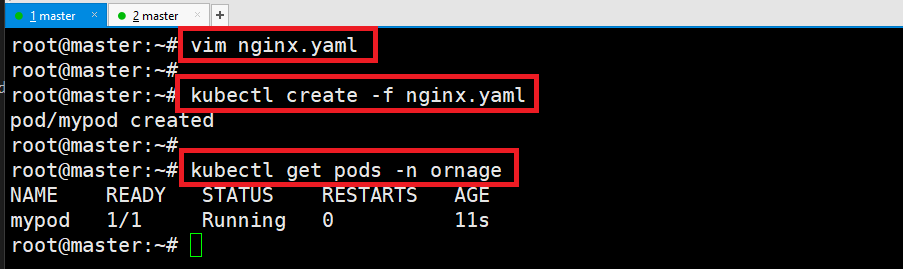 1 master × 2 master × +
root@master:~# vim nginx.yaml
root@master:~#
root@master:~# kubectl create -f nginx.yaml
pod/mypod created
root@master:~#
root@master:~# kubectl get pods -n ornage
NAME READY STATUS RESTARTS AGE
mypod 1/1 Running 0 11s
root@master:~#